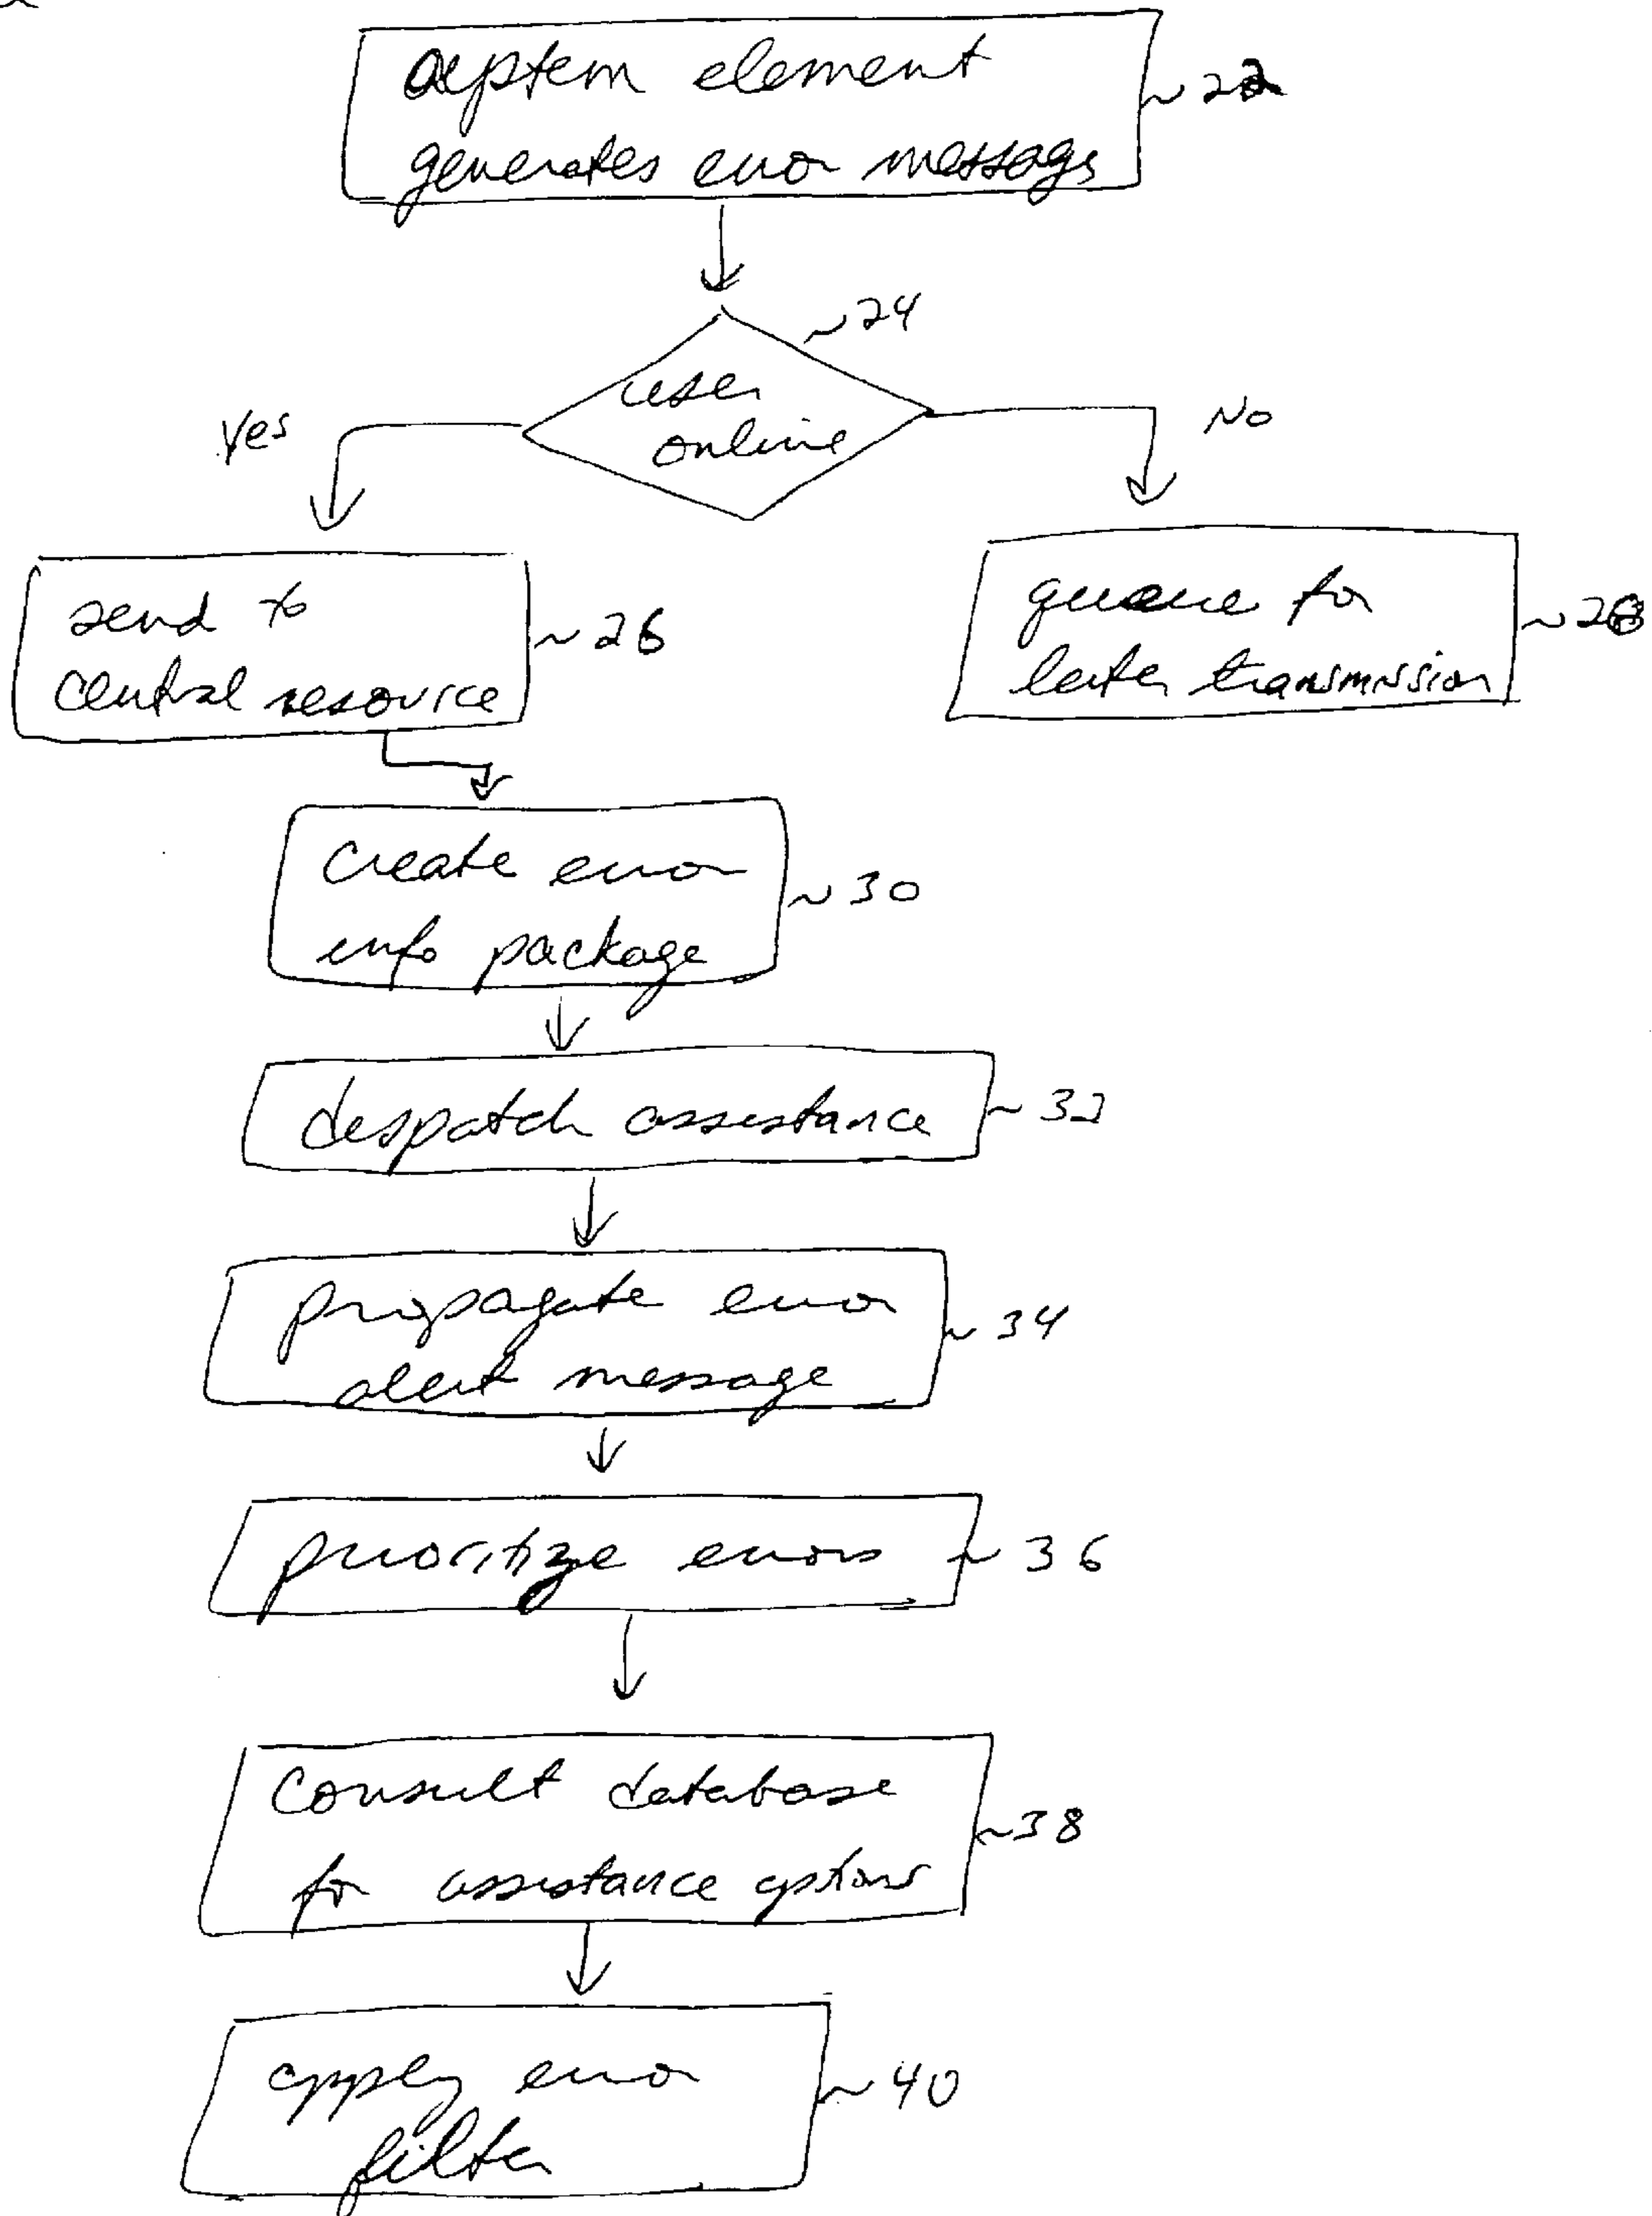 system element ~22
generates error message
~24
user
online
Yes
No
send to
central resource
~26
queue for
later transmission
~28
create error
info package
~30
despatch assistance ~32
propagate error
alert message
~34
prioritize errors ~36
Consult database
for assistance options
~38
apply error
filter
~40